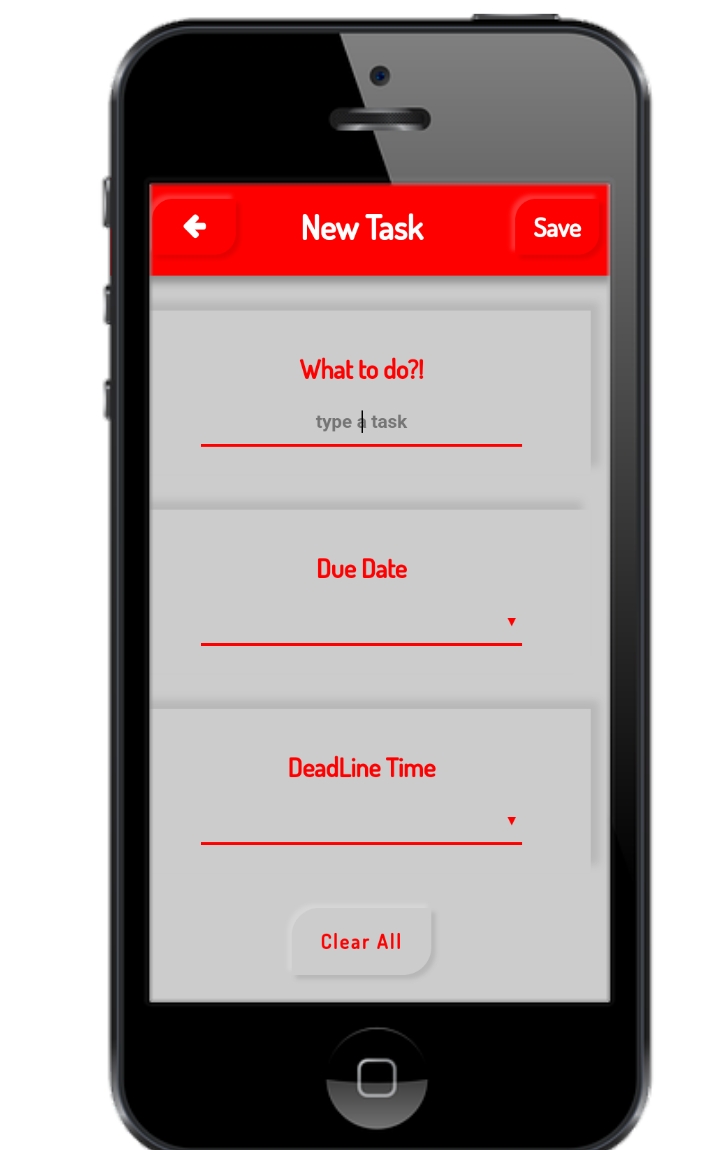 New Task
Save
What to do?!
type a task
Due Date
DeadLine Time
Clear All